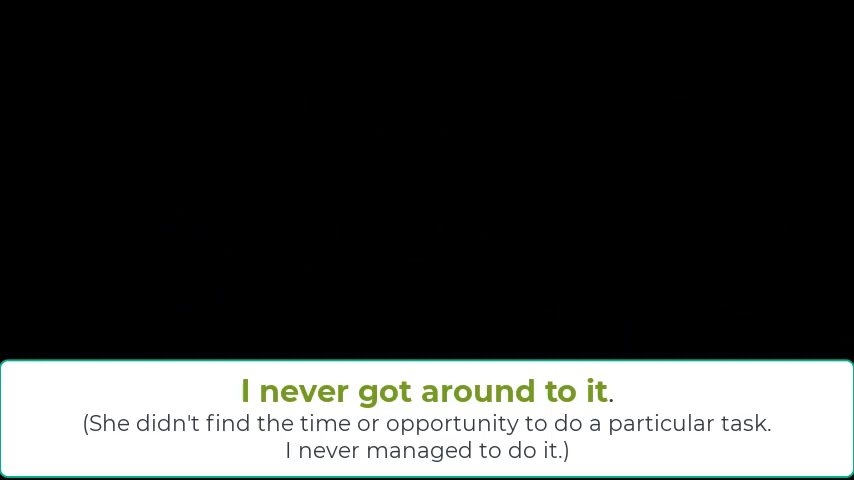 I never got around to it.
(She didn't find the time or opportunity to do a particular task.
I never managed to do it.)